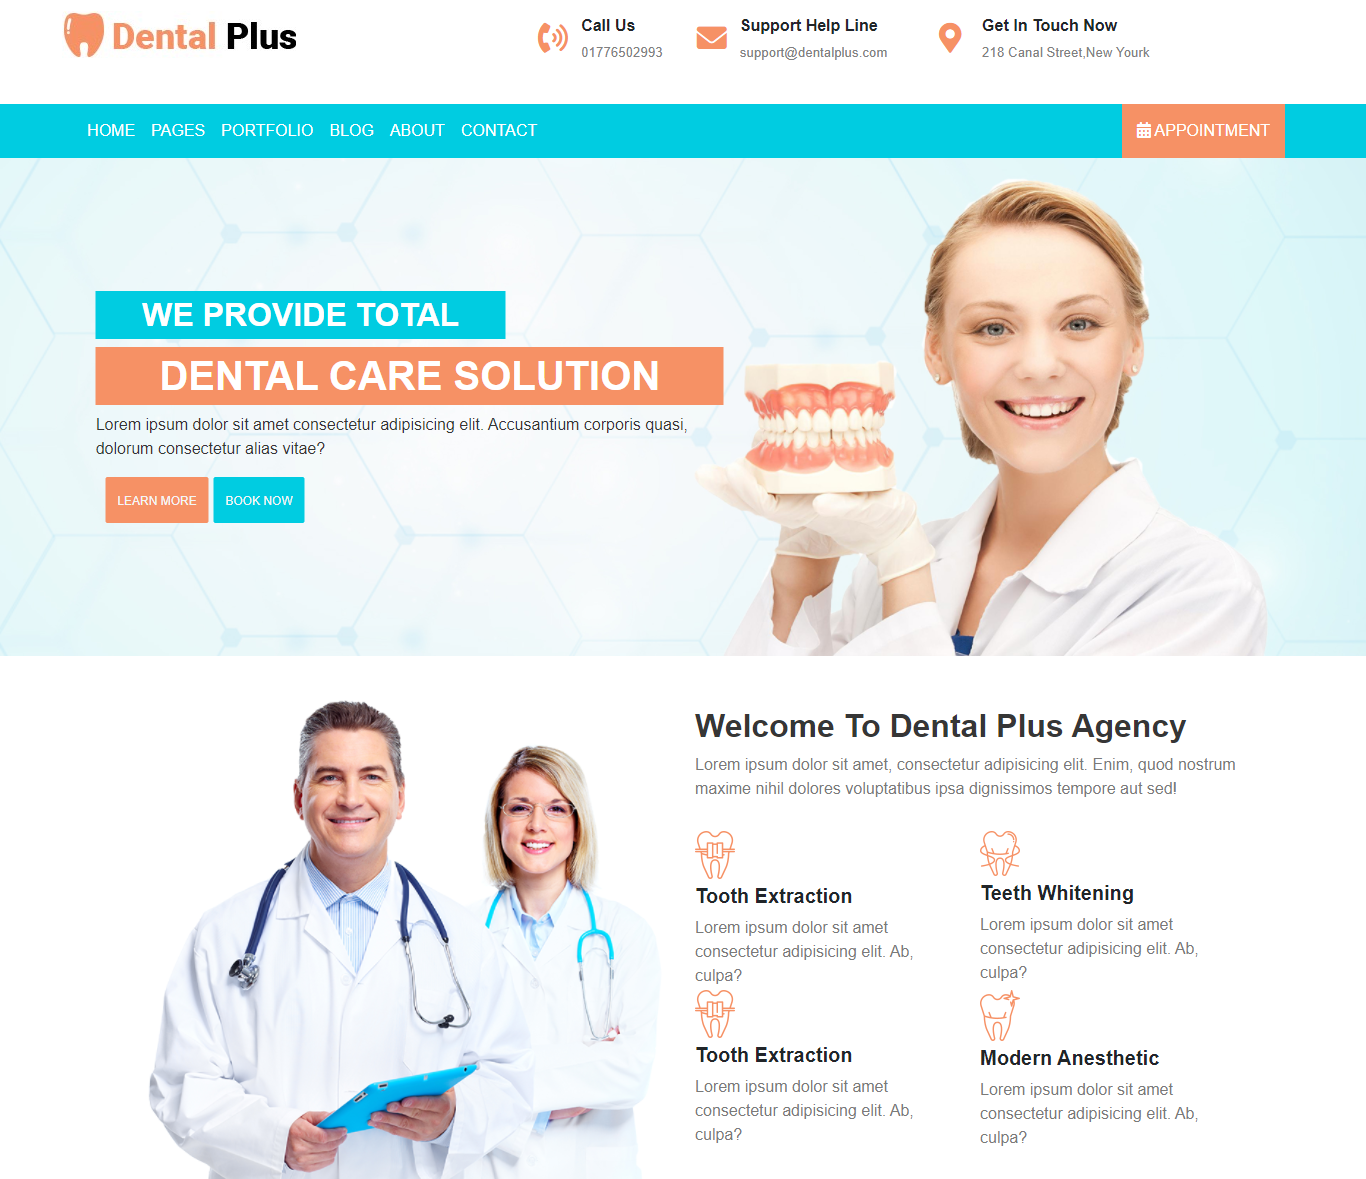 Dental Plus
Call Us
01776502993
Support Help Line
support@dentalplus.com
Get In Touch Now
218 Canal Street,New Yourk
HOME PAGES PORTFOLIO BLOG ABOUT CONTACT
APPOINTMENT
WE PROVIDE TOTAL
DENTAL CARE SOLUTION
Lorem ipsum dolor sit amet consectetur adipisicing elit. Accusantium corporis quasi,
dolorum consectetur alias vitae?
LEARN MORE
BOOK NOW
Welcome To Dental Plus Agency
Lorem ipsum dolor sit amet, consectetur adipisicing elit. Enim, quod nostrum
maxime nihil dolores voluptatibus ipsa dignissimos tempore aut sed!
Tooth Extraction
Lorem ipsum dolor sit amet
consectetur adipisicing elit. Ab,
culpa?
Teeth Whitening
Lorem ipsum dolor sit amet
consectetur adipisicing elit. Ab,
culpa?
Tooth Extraction
Lorem ipsum dolor sit amet
consectetur adipisicing elit. Ab,
culpa?
Modern Anesthetic
Lorem ipsum dolor sit amet
consectetur adipisicing elit. Ab,
culpa?